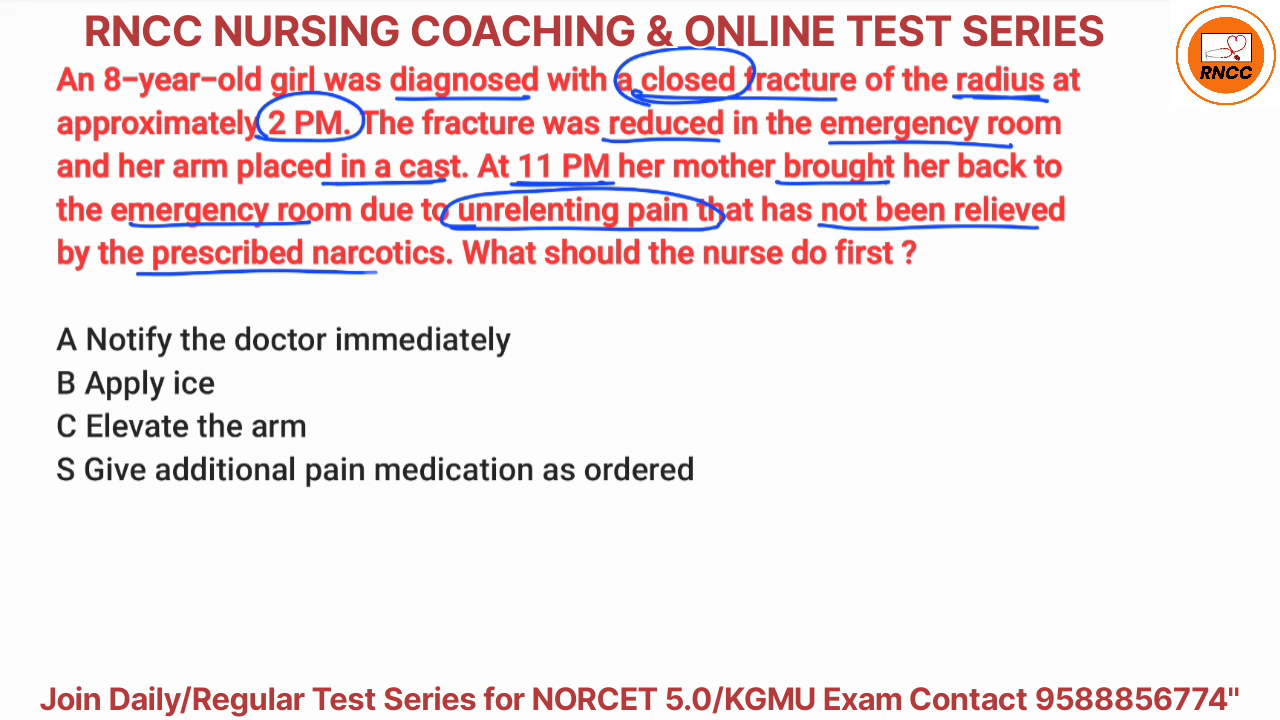 RNCC NURSING COACHING & ONLINE TEST SERIES
RNCC
An 8-year-old girl was diagnosed with a closed fracture of the radius at
approximately 2 PM. The fracture was reduced in the emergency room
and her arm placed in a cast. At 11 PM her mother brought her back to
the emergency room due to unrelenting pain that has not been relieved
by the prescribed narcotics. What should the nurse do first ?
A Notify the doctor immediately
B Apply ice
C Elevate the arm
S Give additional pain medication as ordered
Join Daily/Regular Test Series for NORCET 5.0/KGMU Exam Contact 9588856774"